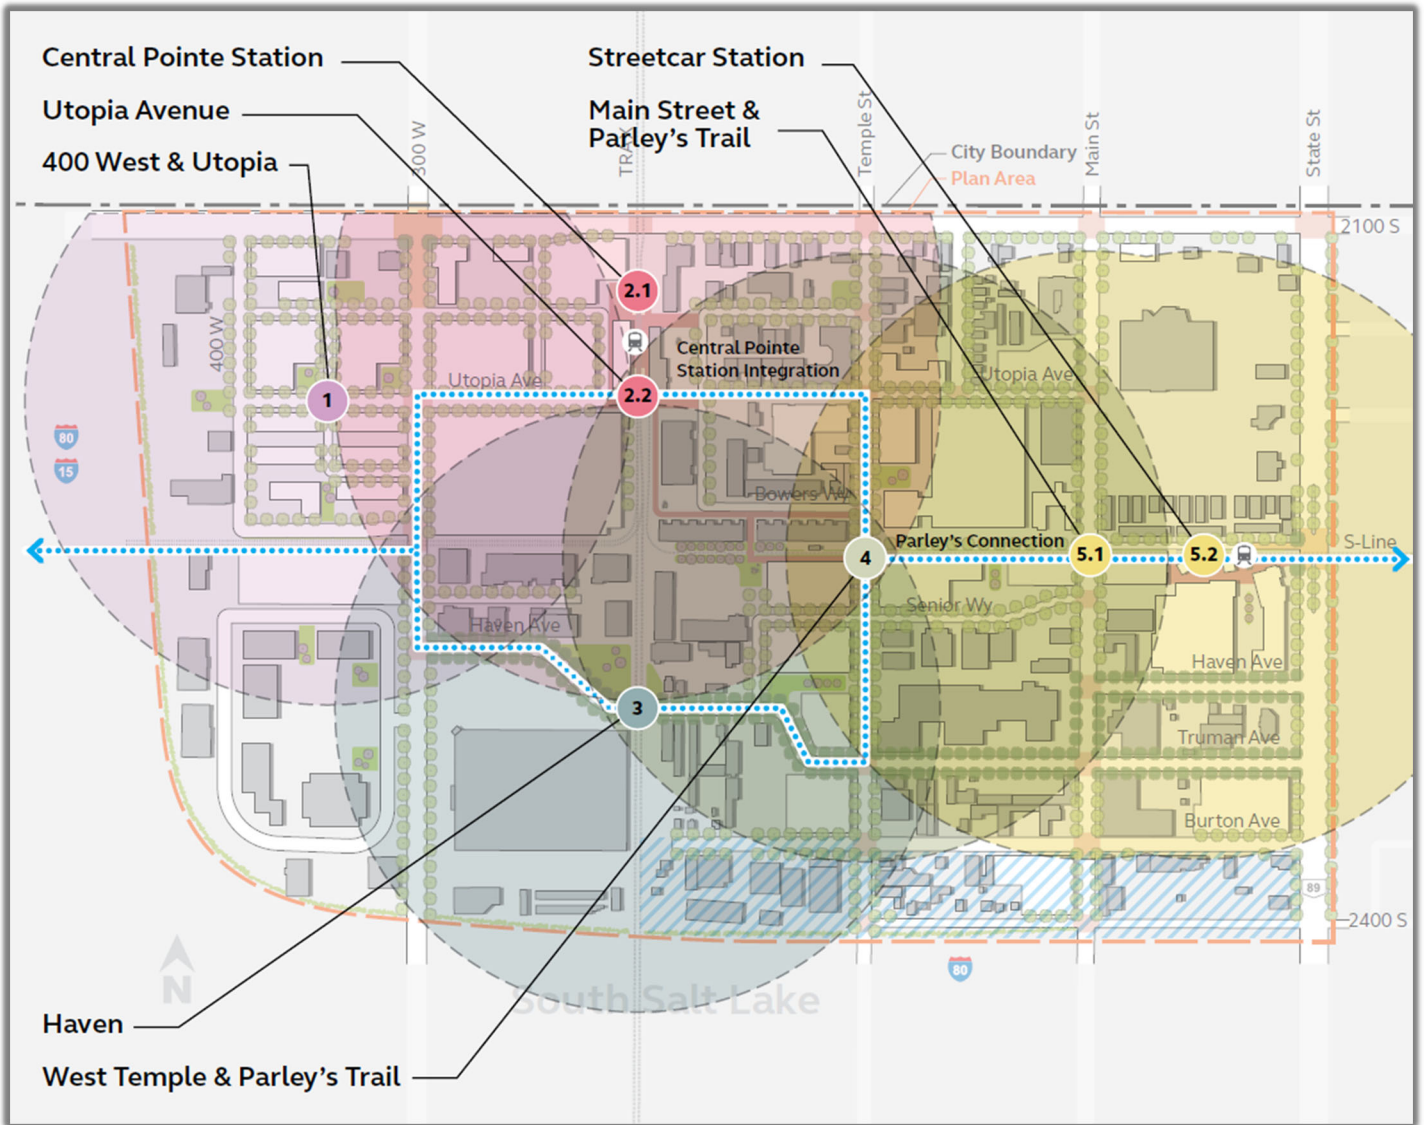 Central Pointe Station
Utopia Avenue
400 West & Utopia
Streetcar Station
Main Street &
Parley's Trail
300 W
TRAX
Temple St
Main St
State St
City Boundary
Plan Area
2100 S
2.1
400 W
Central Pointe
Station Integration
Utopia Ave
Utopia Ave
1
2.2
80
15
Bowers Wy
Parley's Connection
S-Line
4
5.1
5.2
Senior Wy
Haven Ave
Haven Ave
3
Truman Ave
Burton Ave
89
2400 S
80
N
South Salt Lake
Haven
West Temple & Parley's Trail